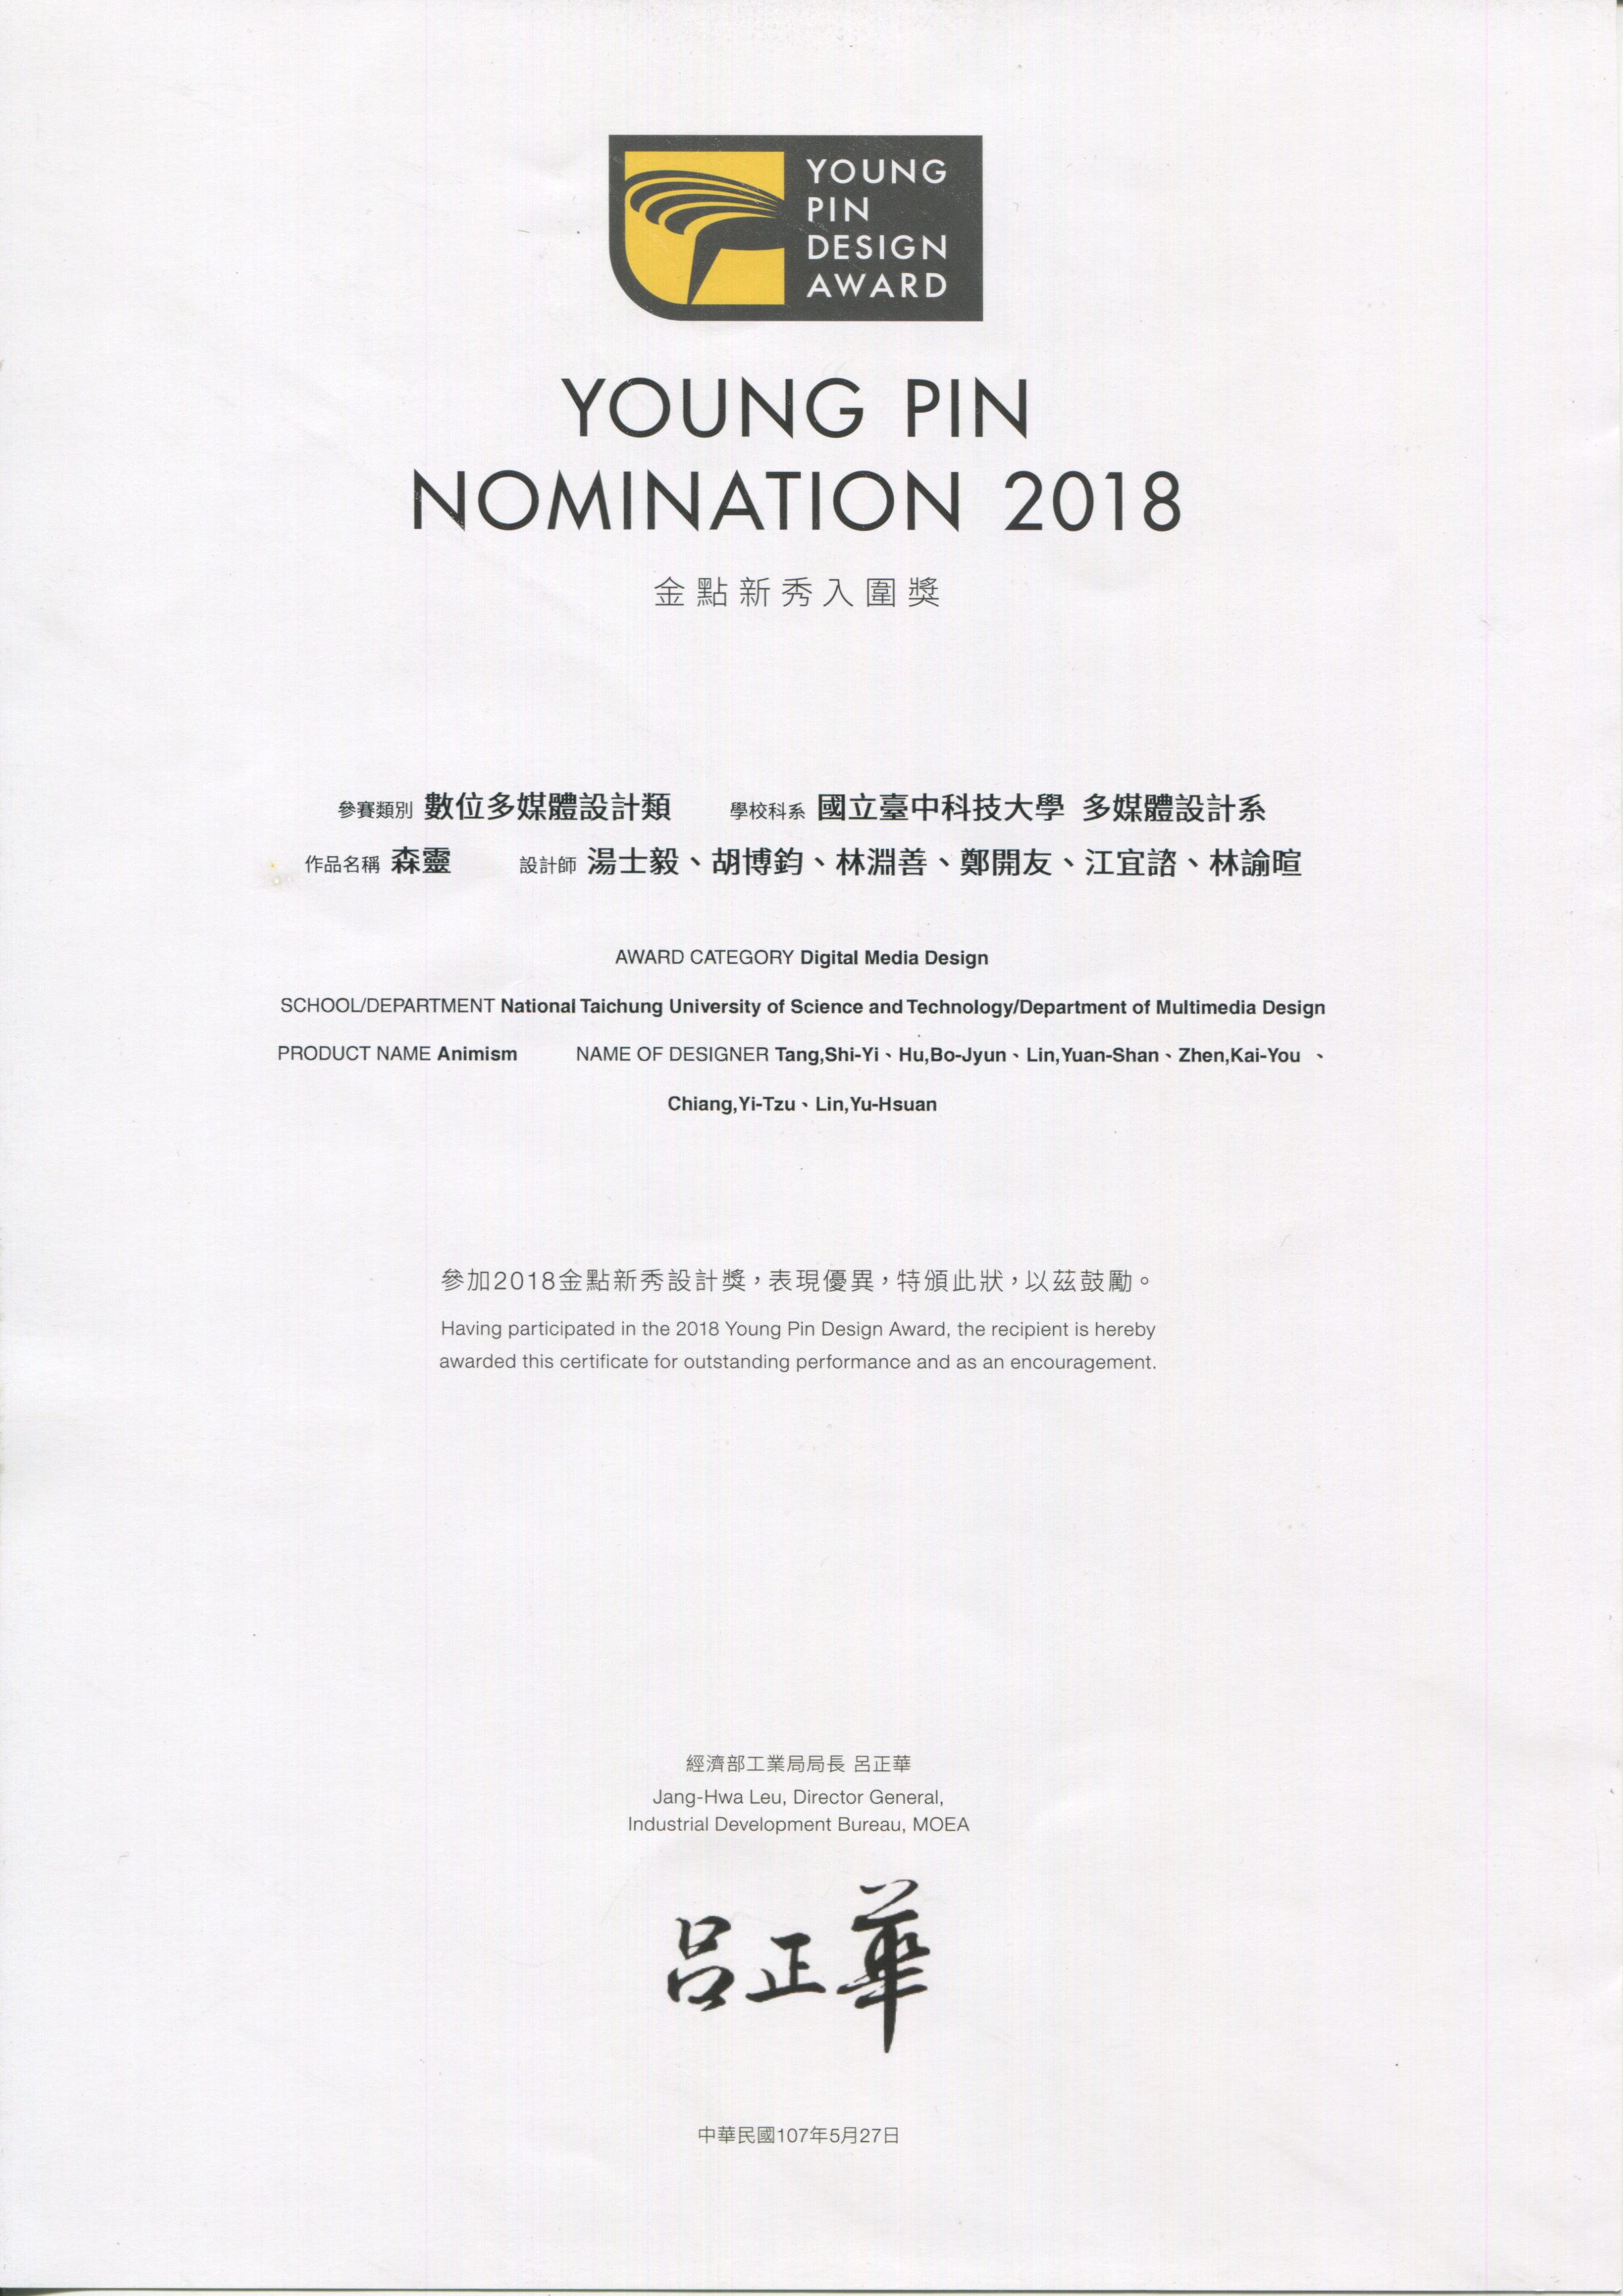 YOUNG
PIN
DESIGN
AWARD
YOUNG PIN
NOMINATION 2018
金點新秀入圍獎
參賽類別 數位多媒體設計類 學校科系 國立臺中科技大學 多媒體設計系
作品名稱 森靈 設計師 湯士毅、胡博鈞、林淵善、鄭開友、江宜諮、林諭暄
AWARD CATEGORY Digital Media Design
SCHOOL/DEPARTMENT National Taichung University of Science and Technology/Department of Multimedia Design
PRODUCT NAME Animism NAME OF DESIGNER Tang,Shi-Yi、Hu,Bo-Jyun、Lin,Yuan-Shan、Zhen,Kai-You 、
Chiang,Yi-Tzu、Lin,Yu-Hsuan
參加2018金點新秀設計獎，表現優異，特頒此狀，以茲鼓勵。
Having participated in the 2018 Young Pin Design Award, the recipient is hereby
awarded this certificate for outstanding performance and as an encouragement.
經濟部工業局局長 呂正華
Jang-Hwa Leu, Director General,
Industrial Development Bureau, MOEA
呂正華
中華民國107年5月27日